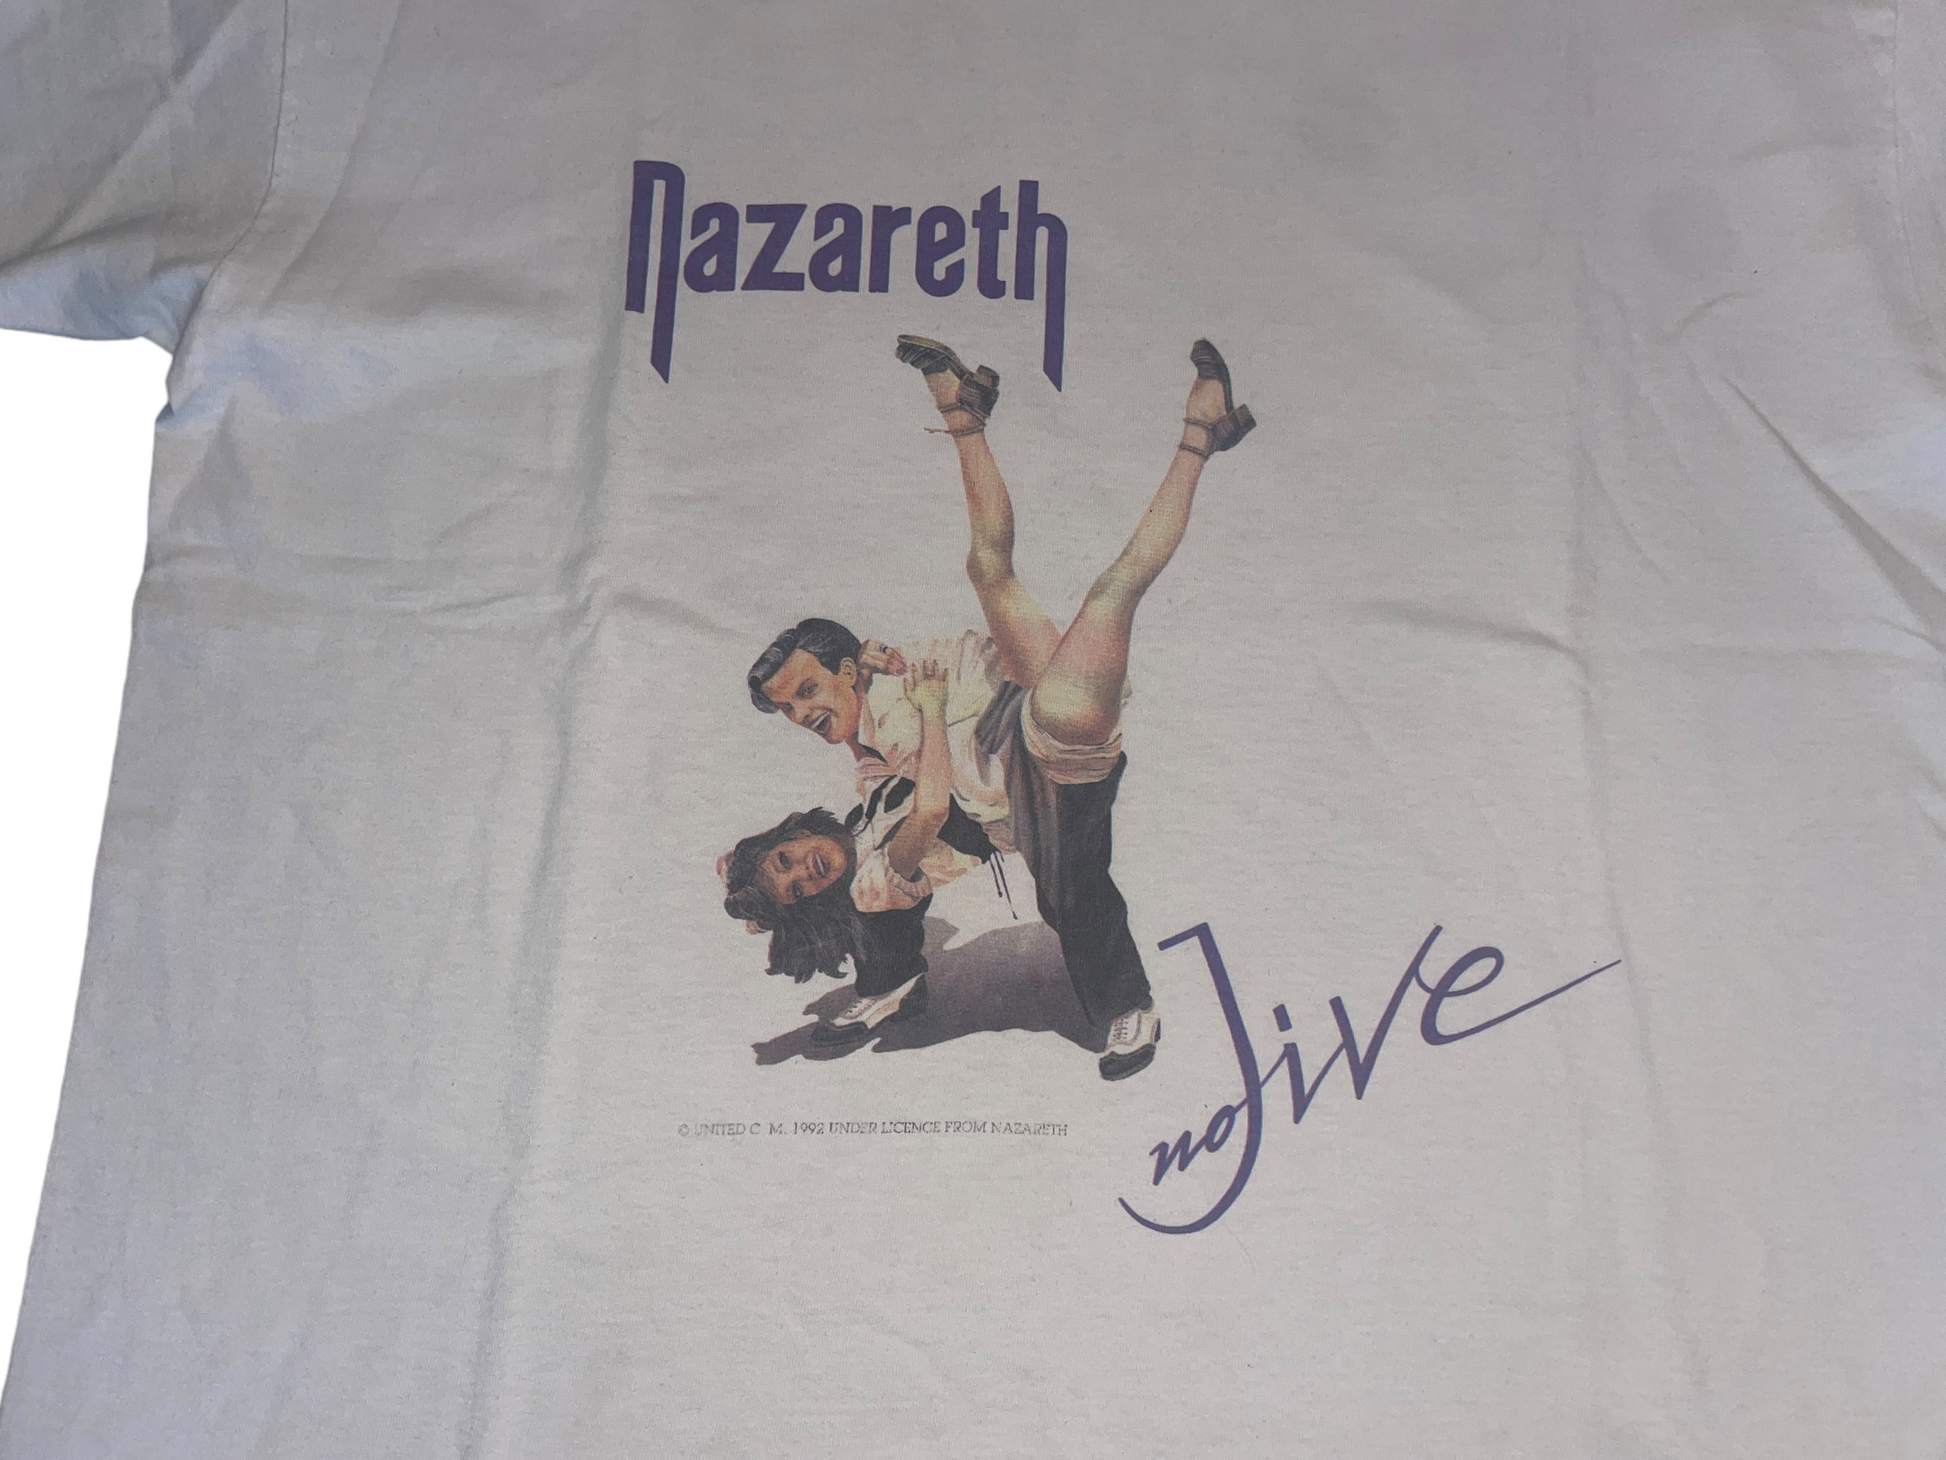 nazareth
no Jive
© UNITED C. M. 1992 UNDER LICENCE FROM NAZARETH